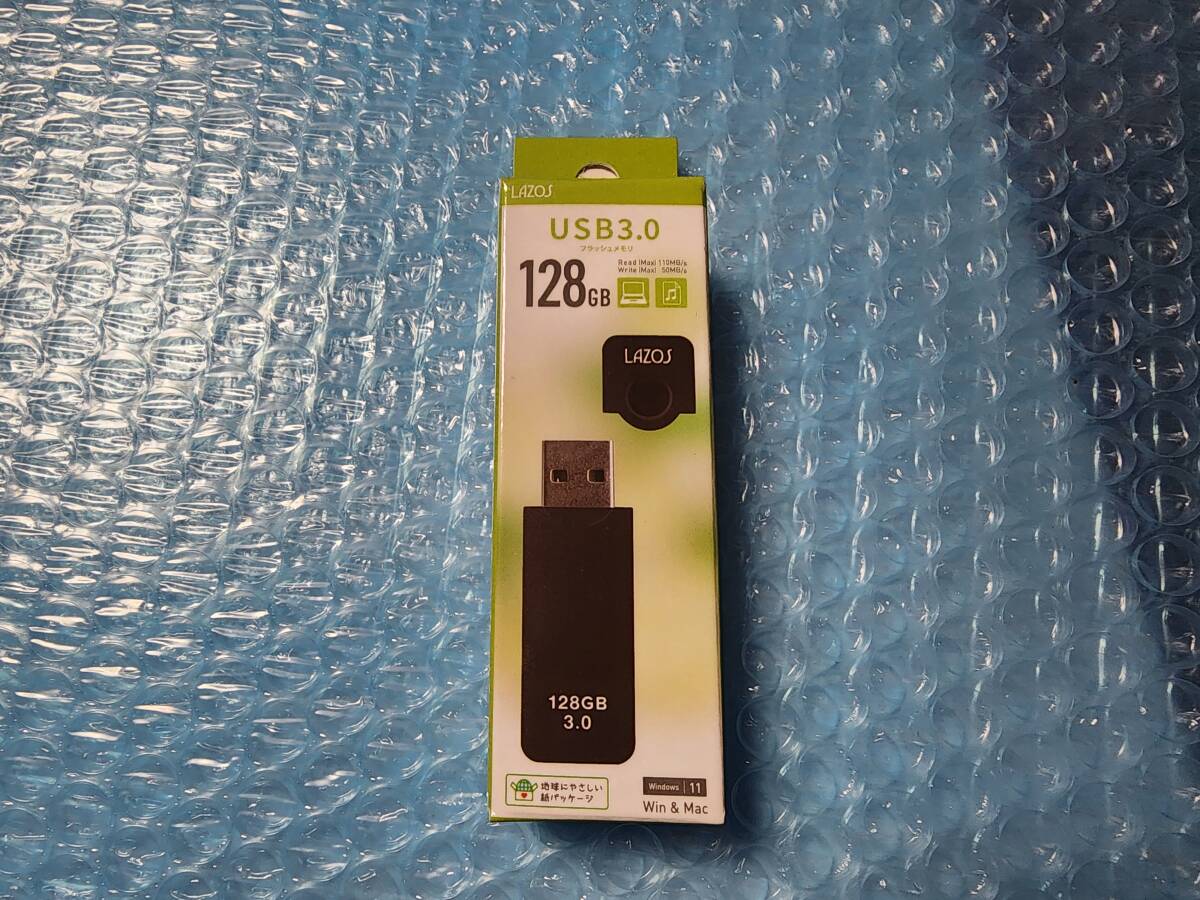 LAZOS
USB3.0
フラッシュメモリ
128GB
Read (Max) 110MB/s
Write (Max) 50MB/s
LAZOS
128GB
3.0
地球にやさしい
紙パッケージ
Windows 11
Win & Mac